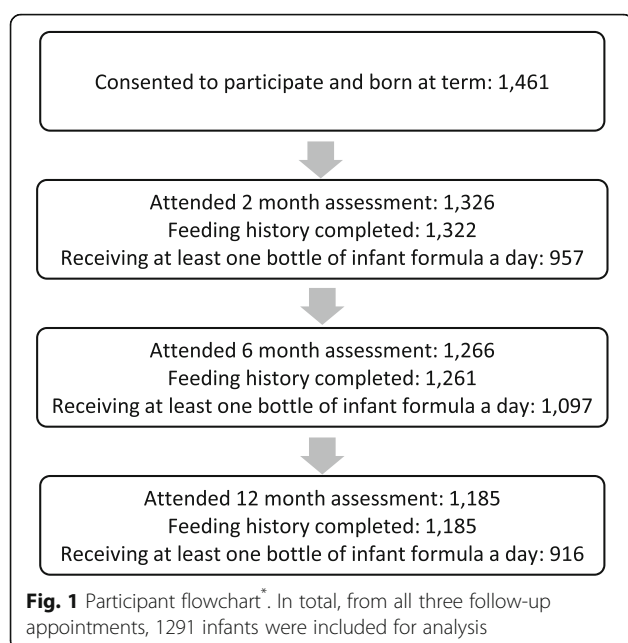 Consented to participate and born at term: 1,461
Attended 2 month assessment: 1,326
Feeding history completed: 1,322
Receiving at least one bottle of infant formula a day: 957
Attended 6 month assessment: 1,266
Feeding history completed: 1,261
Receiving at least one bottle of infant formula a day: 1,097
Attended 12 month assessment: 1,185
Feeding history completed: 1,185
Receiving at least one bottle of infant formula a day: 916
Fig. 1 Participant flowchart*. In total, from all three follow-up
appointments, 1291 infants were included for analysis